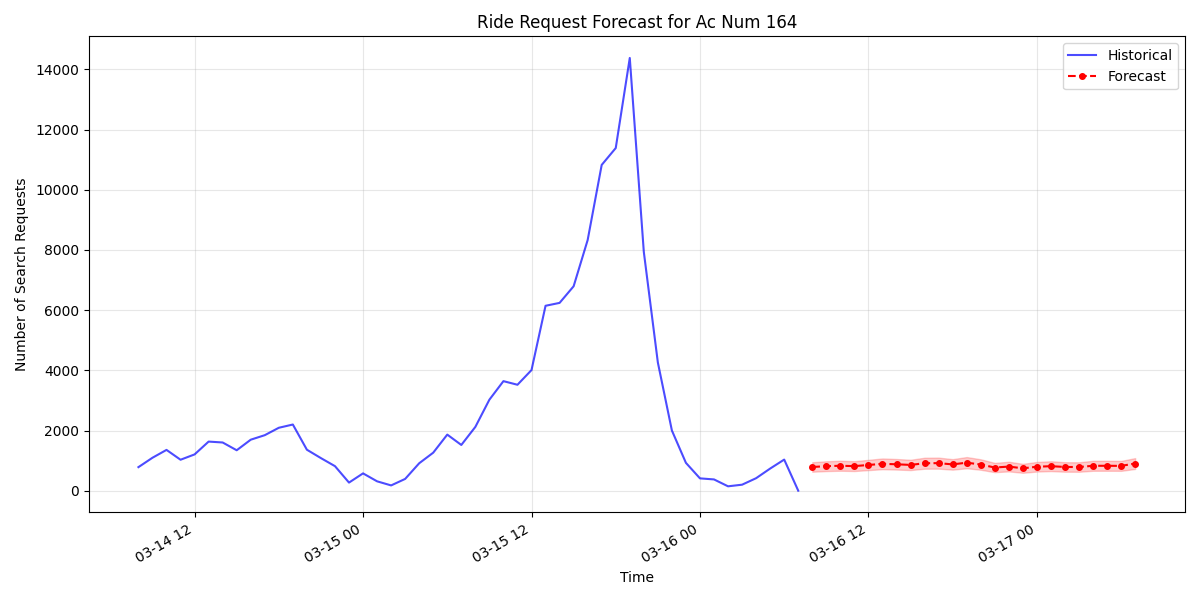 Ride Request Forecast for Ac Num 164
Historical
Forecast
Number of Search Requests
14000
12000
10000
8000
6000
4000
2000
0
03-14 12
03-15 00
03-15 12
03-16 00
03-16 12
03-17 00
Time